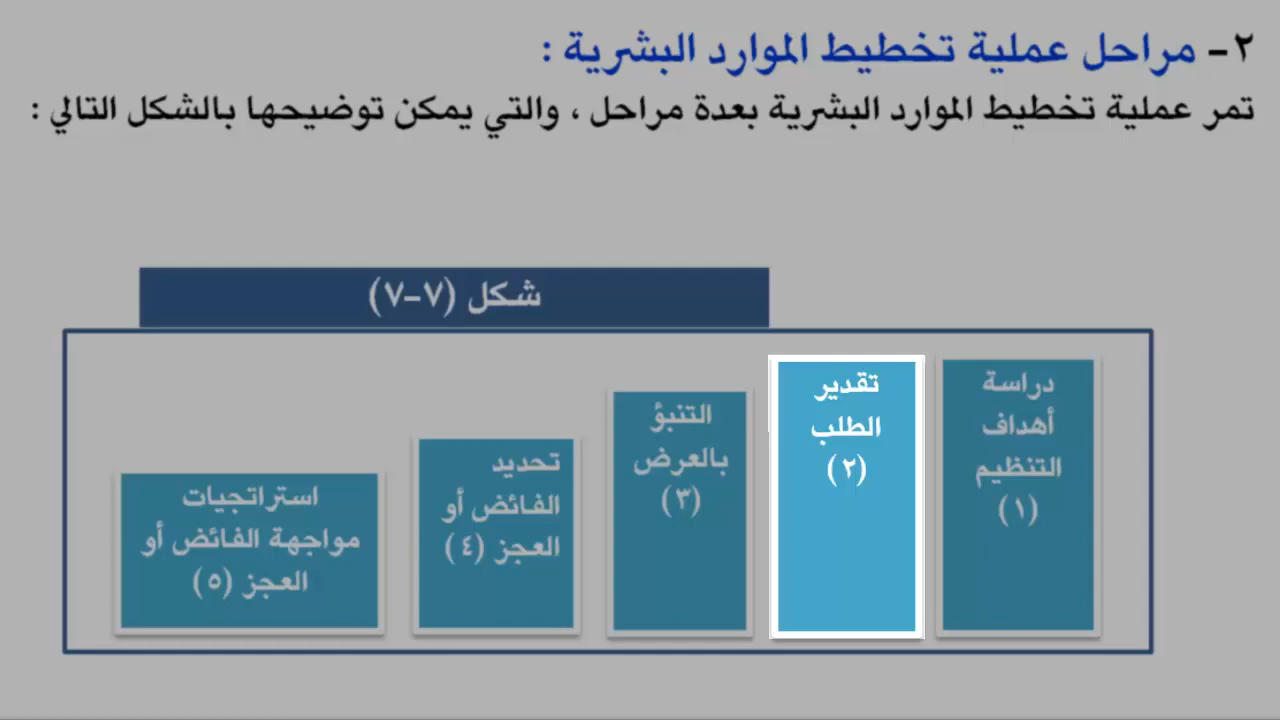 ٢- مراحل عملية تخطيط الموارد البشرية :
تمر عملية تخطيط الموارد البشرية بعدة مراحل ، والتي يمكن توضيحها بالشكل التالي :
شكل (٧-٧)
دراسة
أهداف
التنظيم
(١)
تقدير
الطلب
(٢)
التنبؤ
بالعرض
(٣)
تحديد
الفائض أو
العجز (٤)
استراتجيات
مواجهة الفائض أو
العجز (٥)